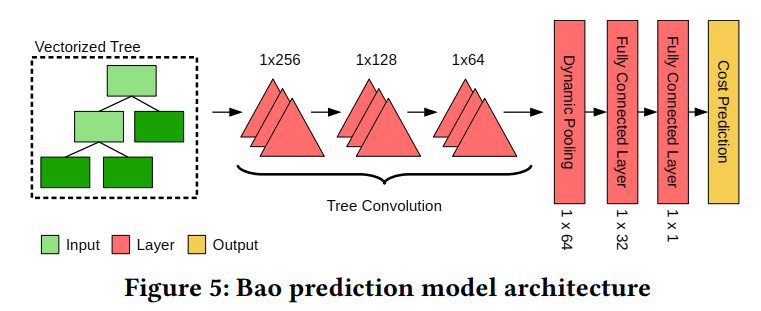 Vectorized Tree
1x256
1x128
1x64
Tree Convolution
Dynamic Pooling
Fully Connected Layer
Fully Connected Layer
Cost Prediction
1 x 64
1 x 32
1 x 1
Input
Layer
Output
Figure 5: Bao prediction model architecture